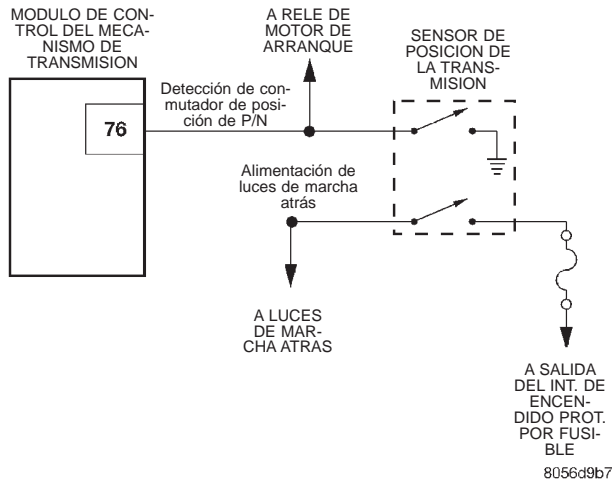 MODULO DE CON-
TROL DEL MECA-
NISMO DE
TRANSMISION
A RELE DE
MOTOR DE
ARRANQUE
SENSOR DE
POSICION DE
LA TRANS-
MISION
76
Detección de con-
mutador de posi-
ción de P/N
Alimentación de
luces de marcha
atrás
A LUCES
DE MAR-
CHA ATRAS
A SALIDA
DEL INT. DE
ENCEN-
DIDO PROT.
POR FUSI-
BLE
8056d9b7